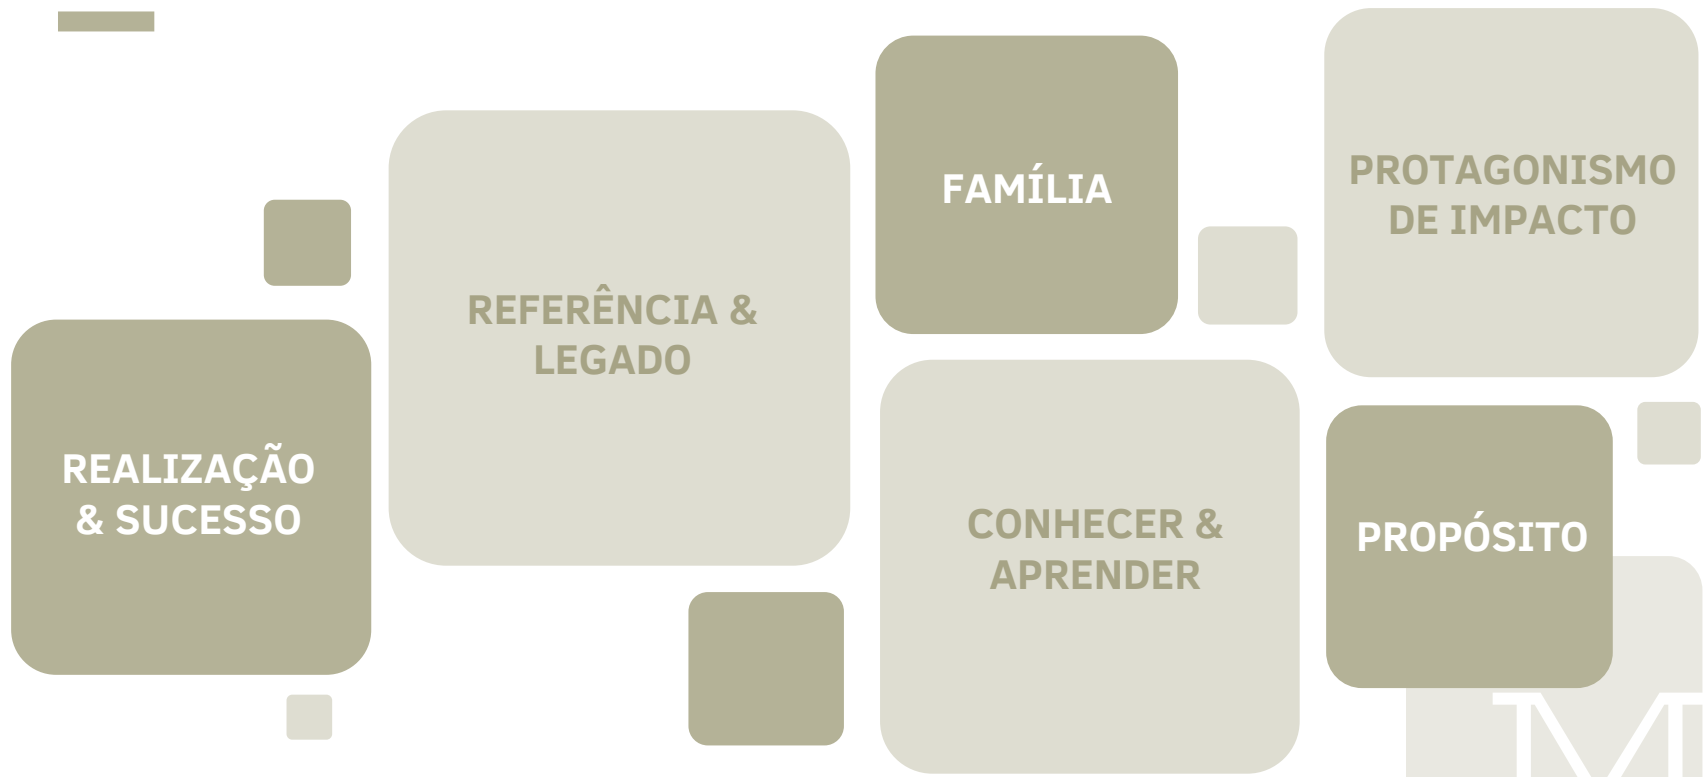 REALIZAÇÃO
& SUCESSO
REFERÊNCIA &
LEGADO
FAMÍLIA
CONHECER &
APRENDER
PROTAGONISMO
DE IMPACTO
PROPÓSITO
M